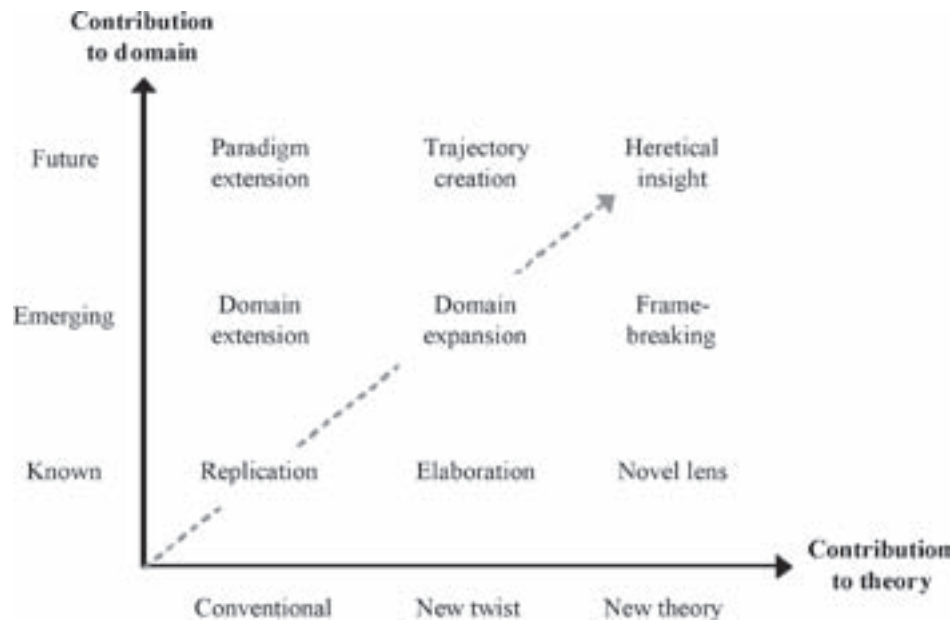 Contribution
to domain
Future
Paradigm
extension
Trajectory
creation
Heretical
insight
Emerging
Domain
extension
Domain
expansion
Frame-
breaking
Known
Replication
Elaboration
Novel lens
Contribution
to theory
Conventional
New twist
New theory